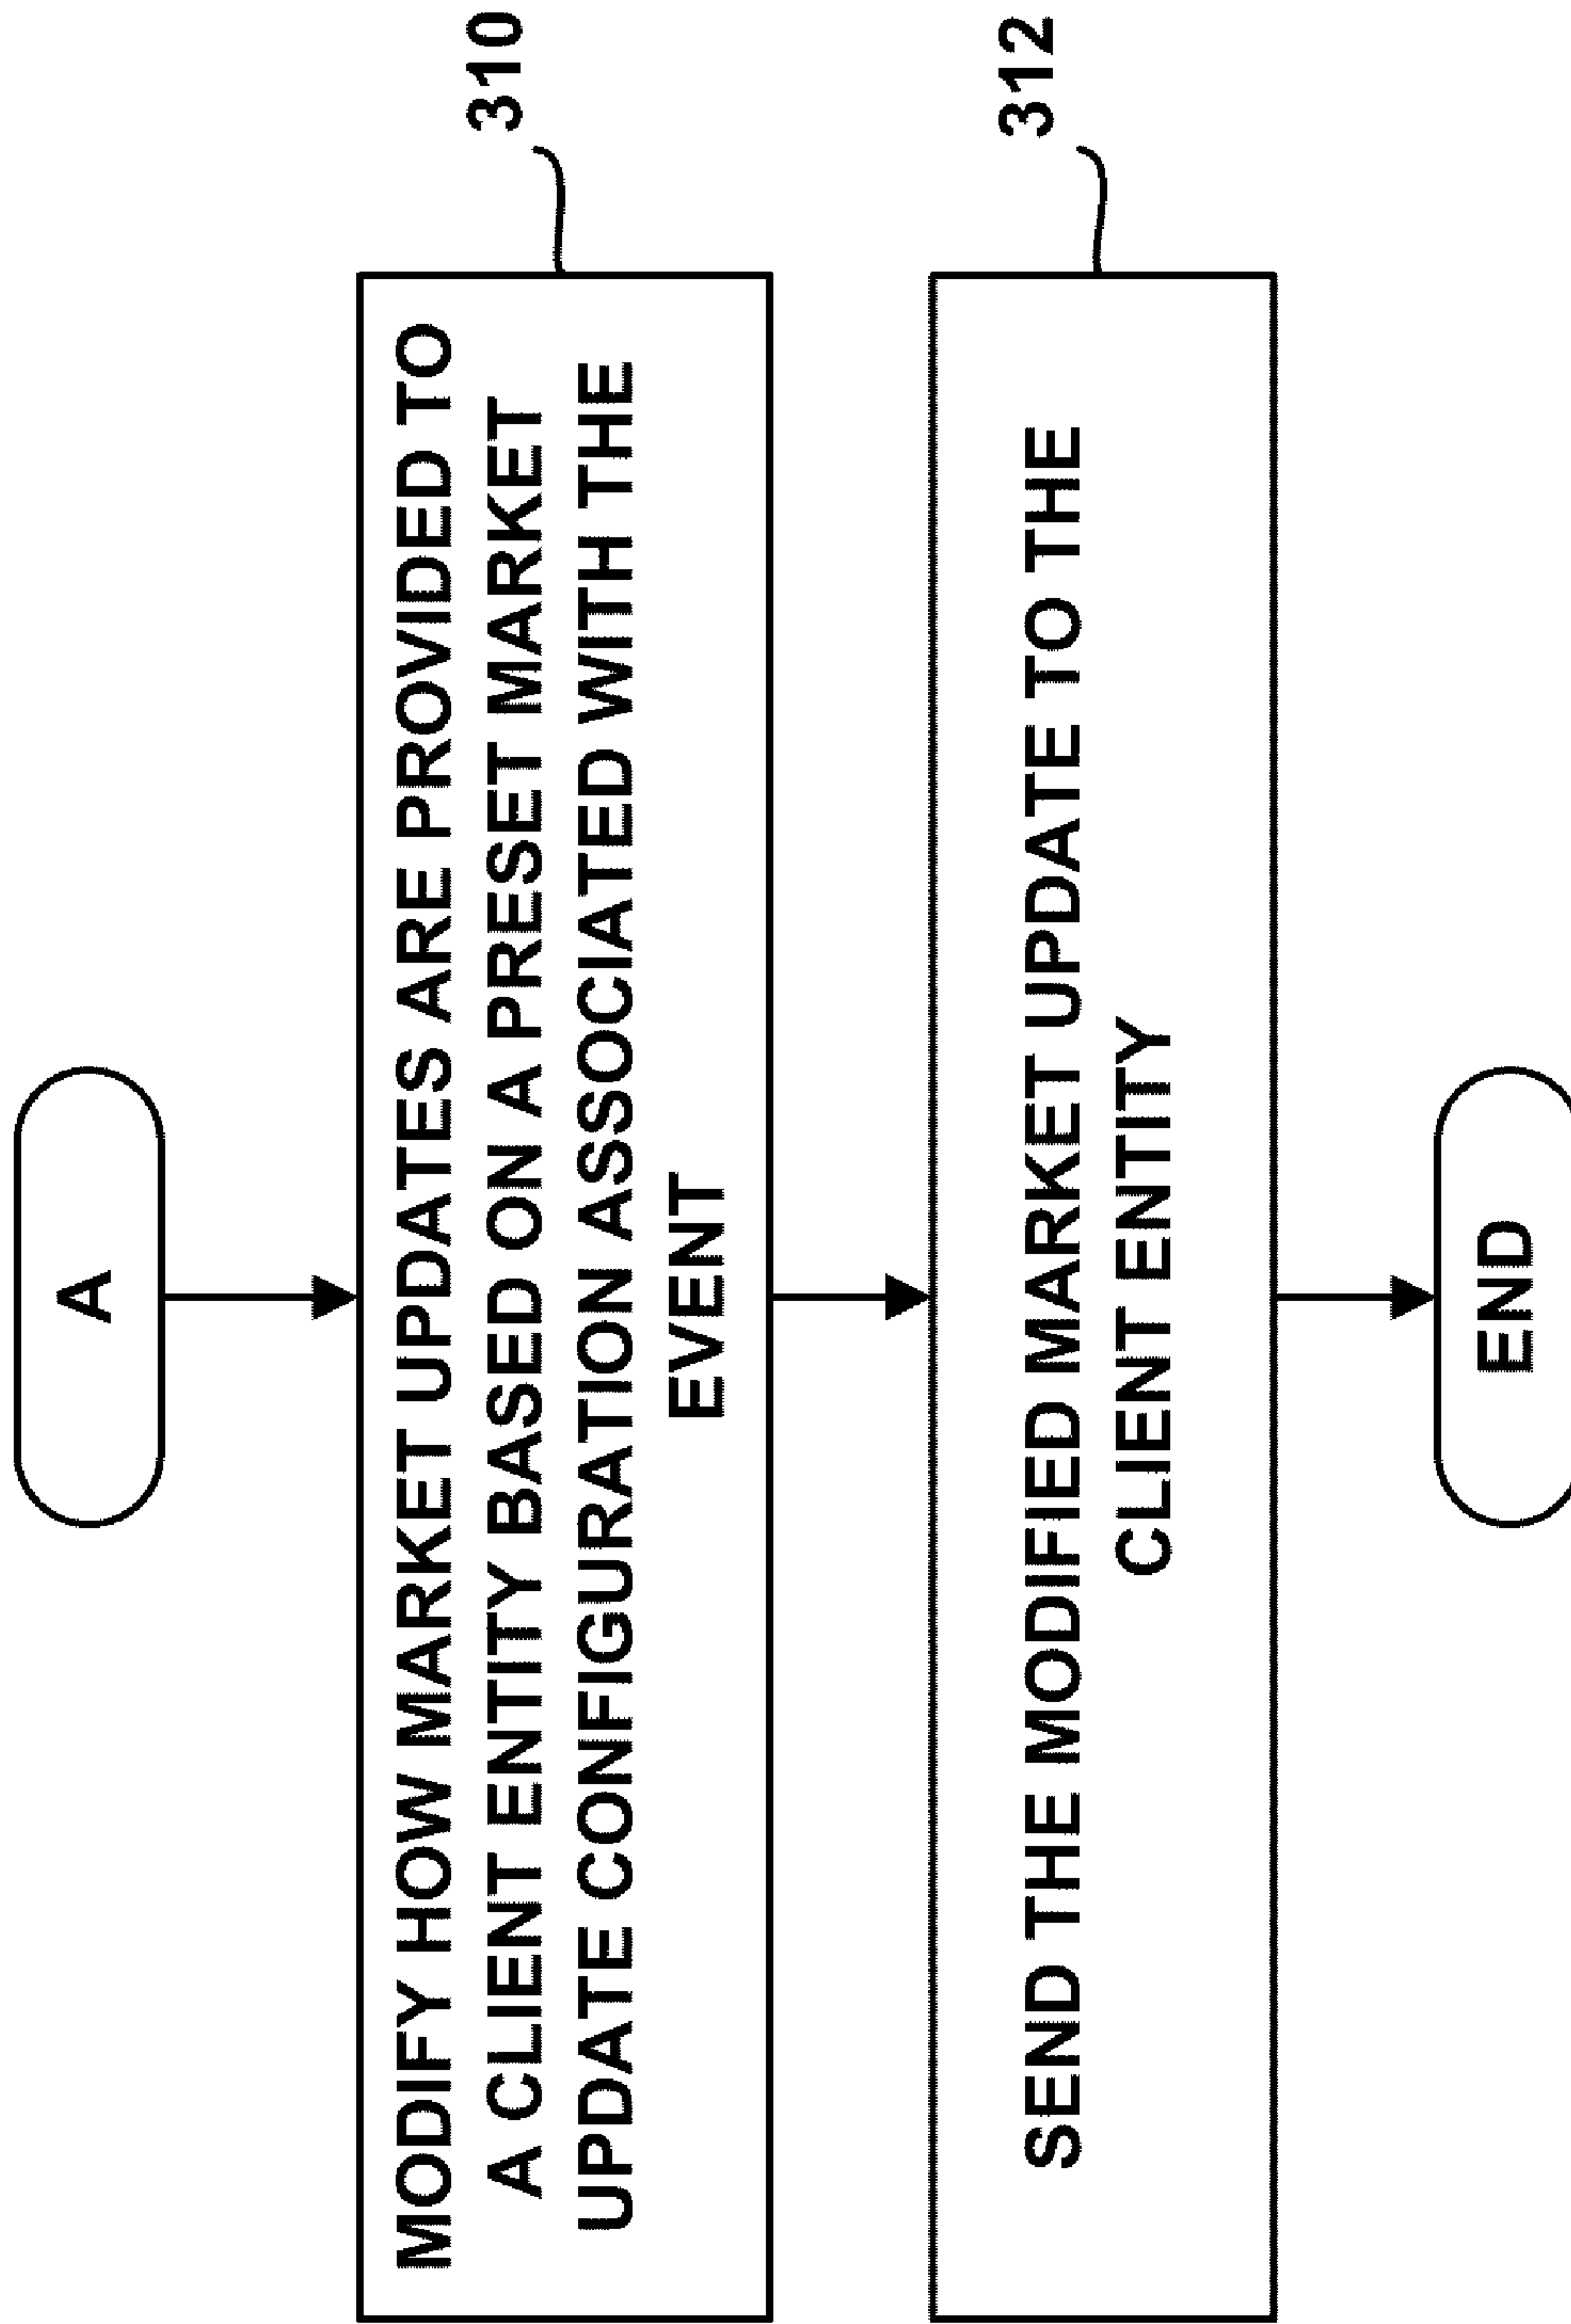 A
MODIFY HOW MARKET UPDATES ARE PROVIDED TO
A CLIENT ENTITY BASED ON A PRESET MARKET
UPDATE CONFIGURATION ASSOCIATED WITH THE
EVENT
310
SEND THE MODIFIED MARKET UPDATE TO THE
CLIENT ENTITY
312
END